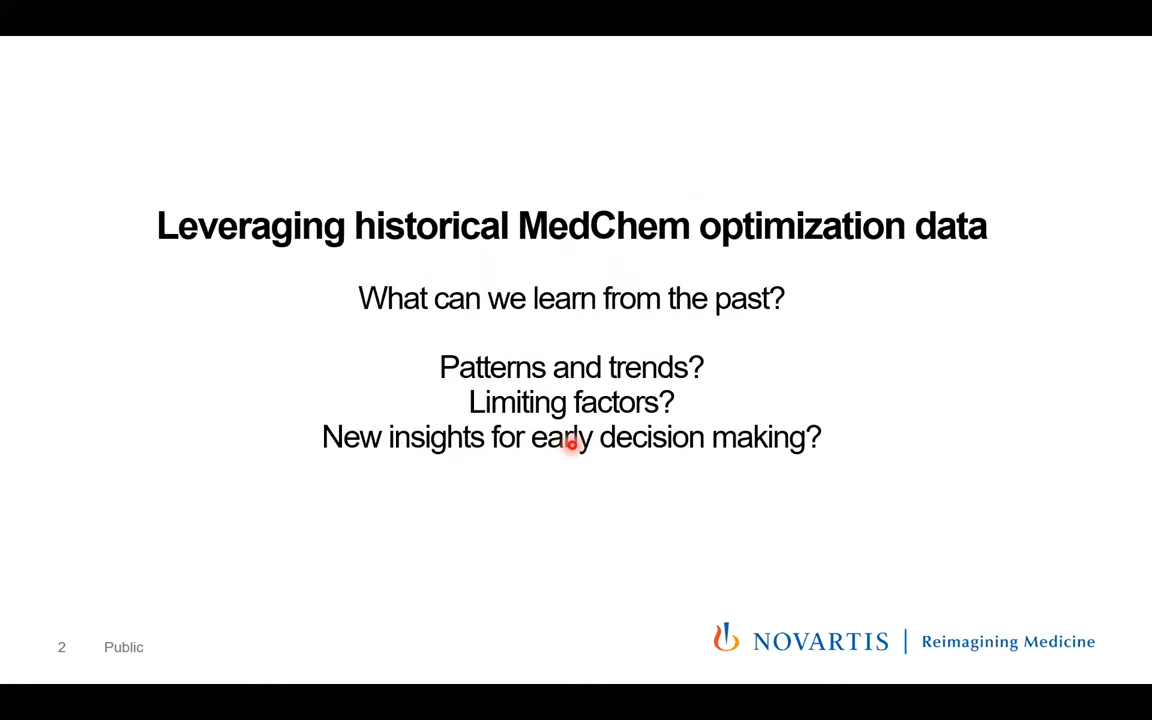 Leveraging historical MedChem optimization data
What can we learn from the past?
Patterns and trends?
Limiting factors?
New insights for early decision making?
2 Public
NOVARTIS | Reimagining Medicine